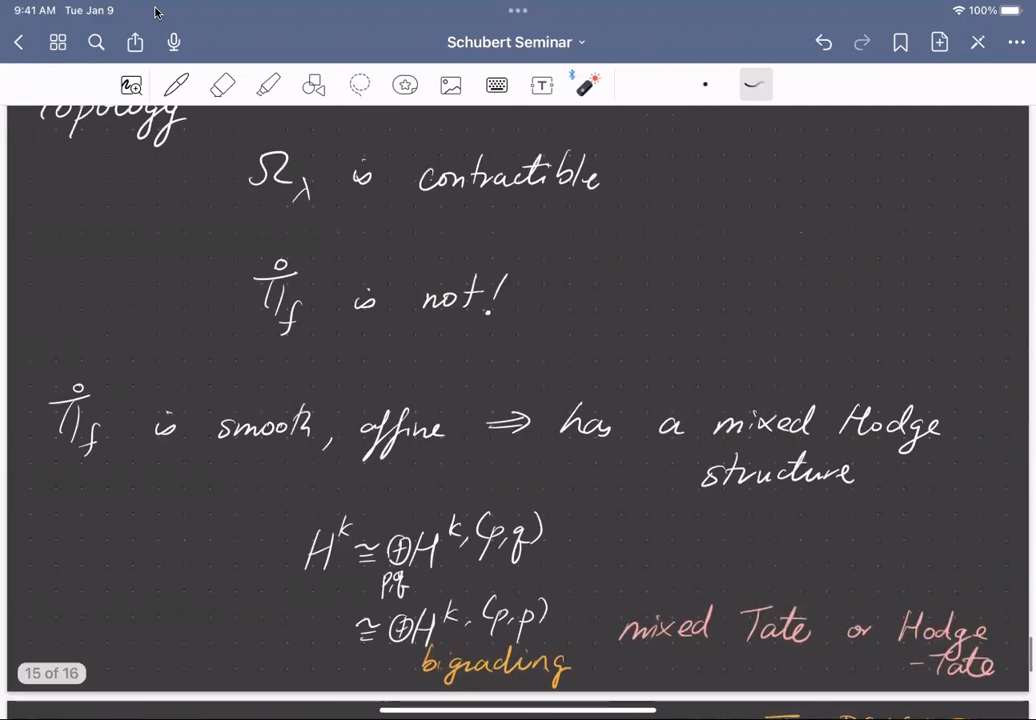 9:41 AM Tue Jan 9
100%
Schubert Seminar
Topology
Ω_λ is contractible
Π̊_f is not!
Π̊_f is smooth, affine ⇒ has a mixed Hodge
structure
H^k ≅ ⊕_{p,q} H^{k,(p,q)}
≅ ⊕ H^{k,(p,p)} mixed Tate or Hodge
-Tate
bigrading
15 of 16